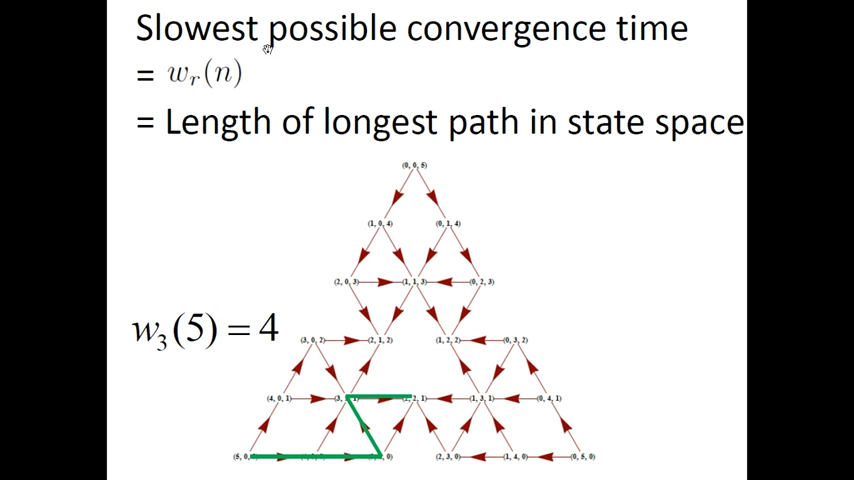 Slowest possible convergence time
= w_r(n)
= Length of longest path in state space
(0, 0, 5)
(1, 0, 4) (0, 1, 4)
(2, 0, 3) (1, 1, 3) (0, 2, 3)
w_3(5) = 4
(3, 0, 2) (2, 1, 2) (1, 2, 2) (0, 3, 2)
(4, 0, 1) (1, 3, 1) (0, 4, 1)
(2, 3, 0) (1, 4, 0) (0, 5, 0)